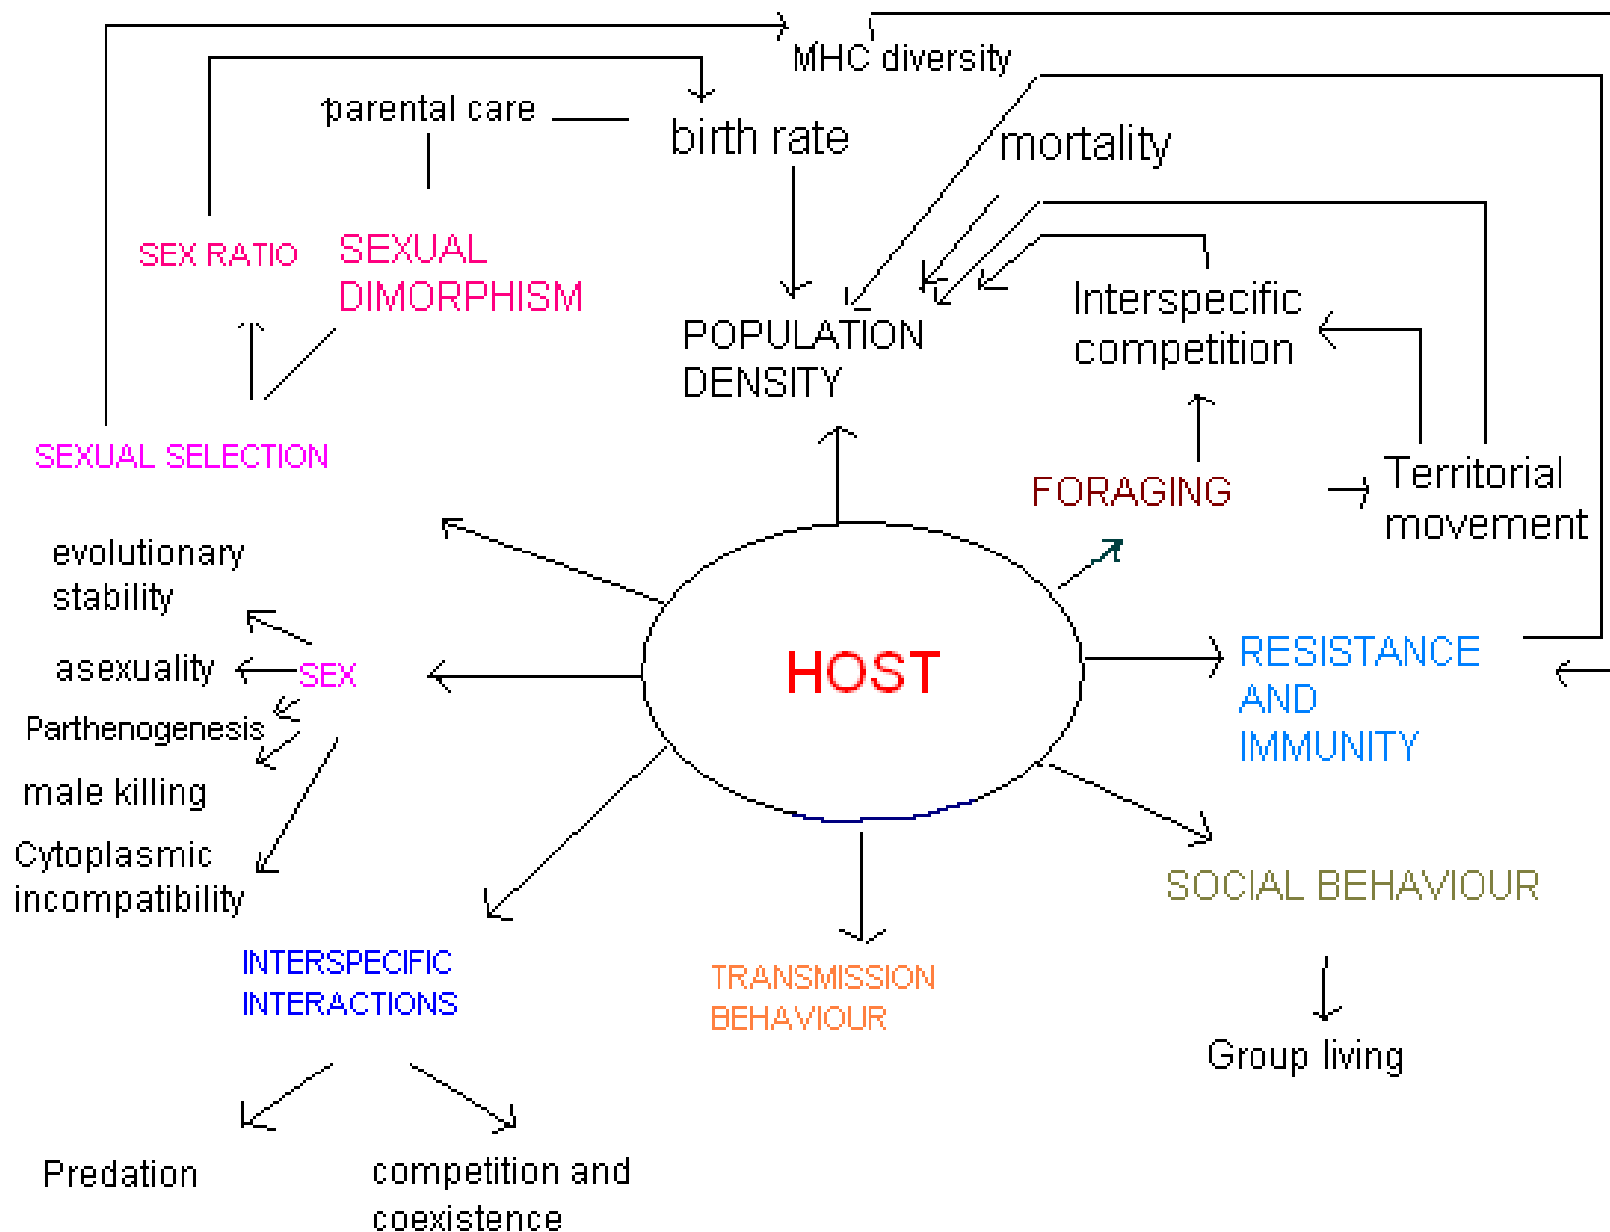 MHC diversity
parental care
birth rate
mortality
SEX RATIO
SEXUAL
DIMORPHISM
POPULATION
DENSITY
Interspecific
competition
SEXUAL SELECTION
FORAGING
Territorial
movement
evolutionary
stability
asexuality
SEX
Parthenogenesis
male killing
Cytoplasmic
incompatibility
HOST
RESISTANCE
AND
IMMUNITY
SOCIAL BEHAVIOUR
Group living
INTERSPECIFIC
INTERACTIONS
TRANSMISSION
BEHAVIOUR
Predation
competition and
coexistence